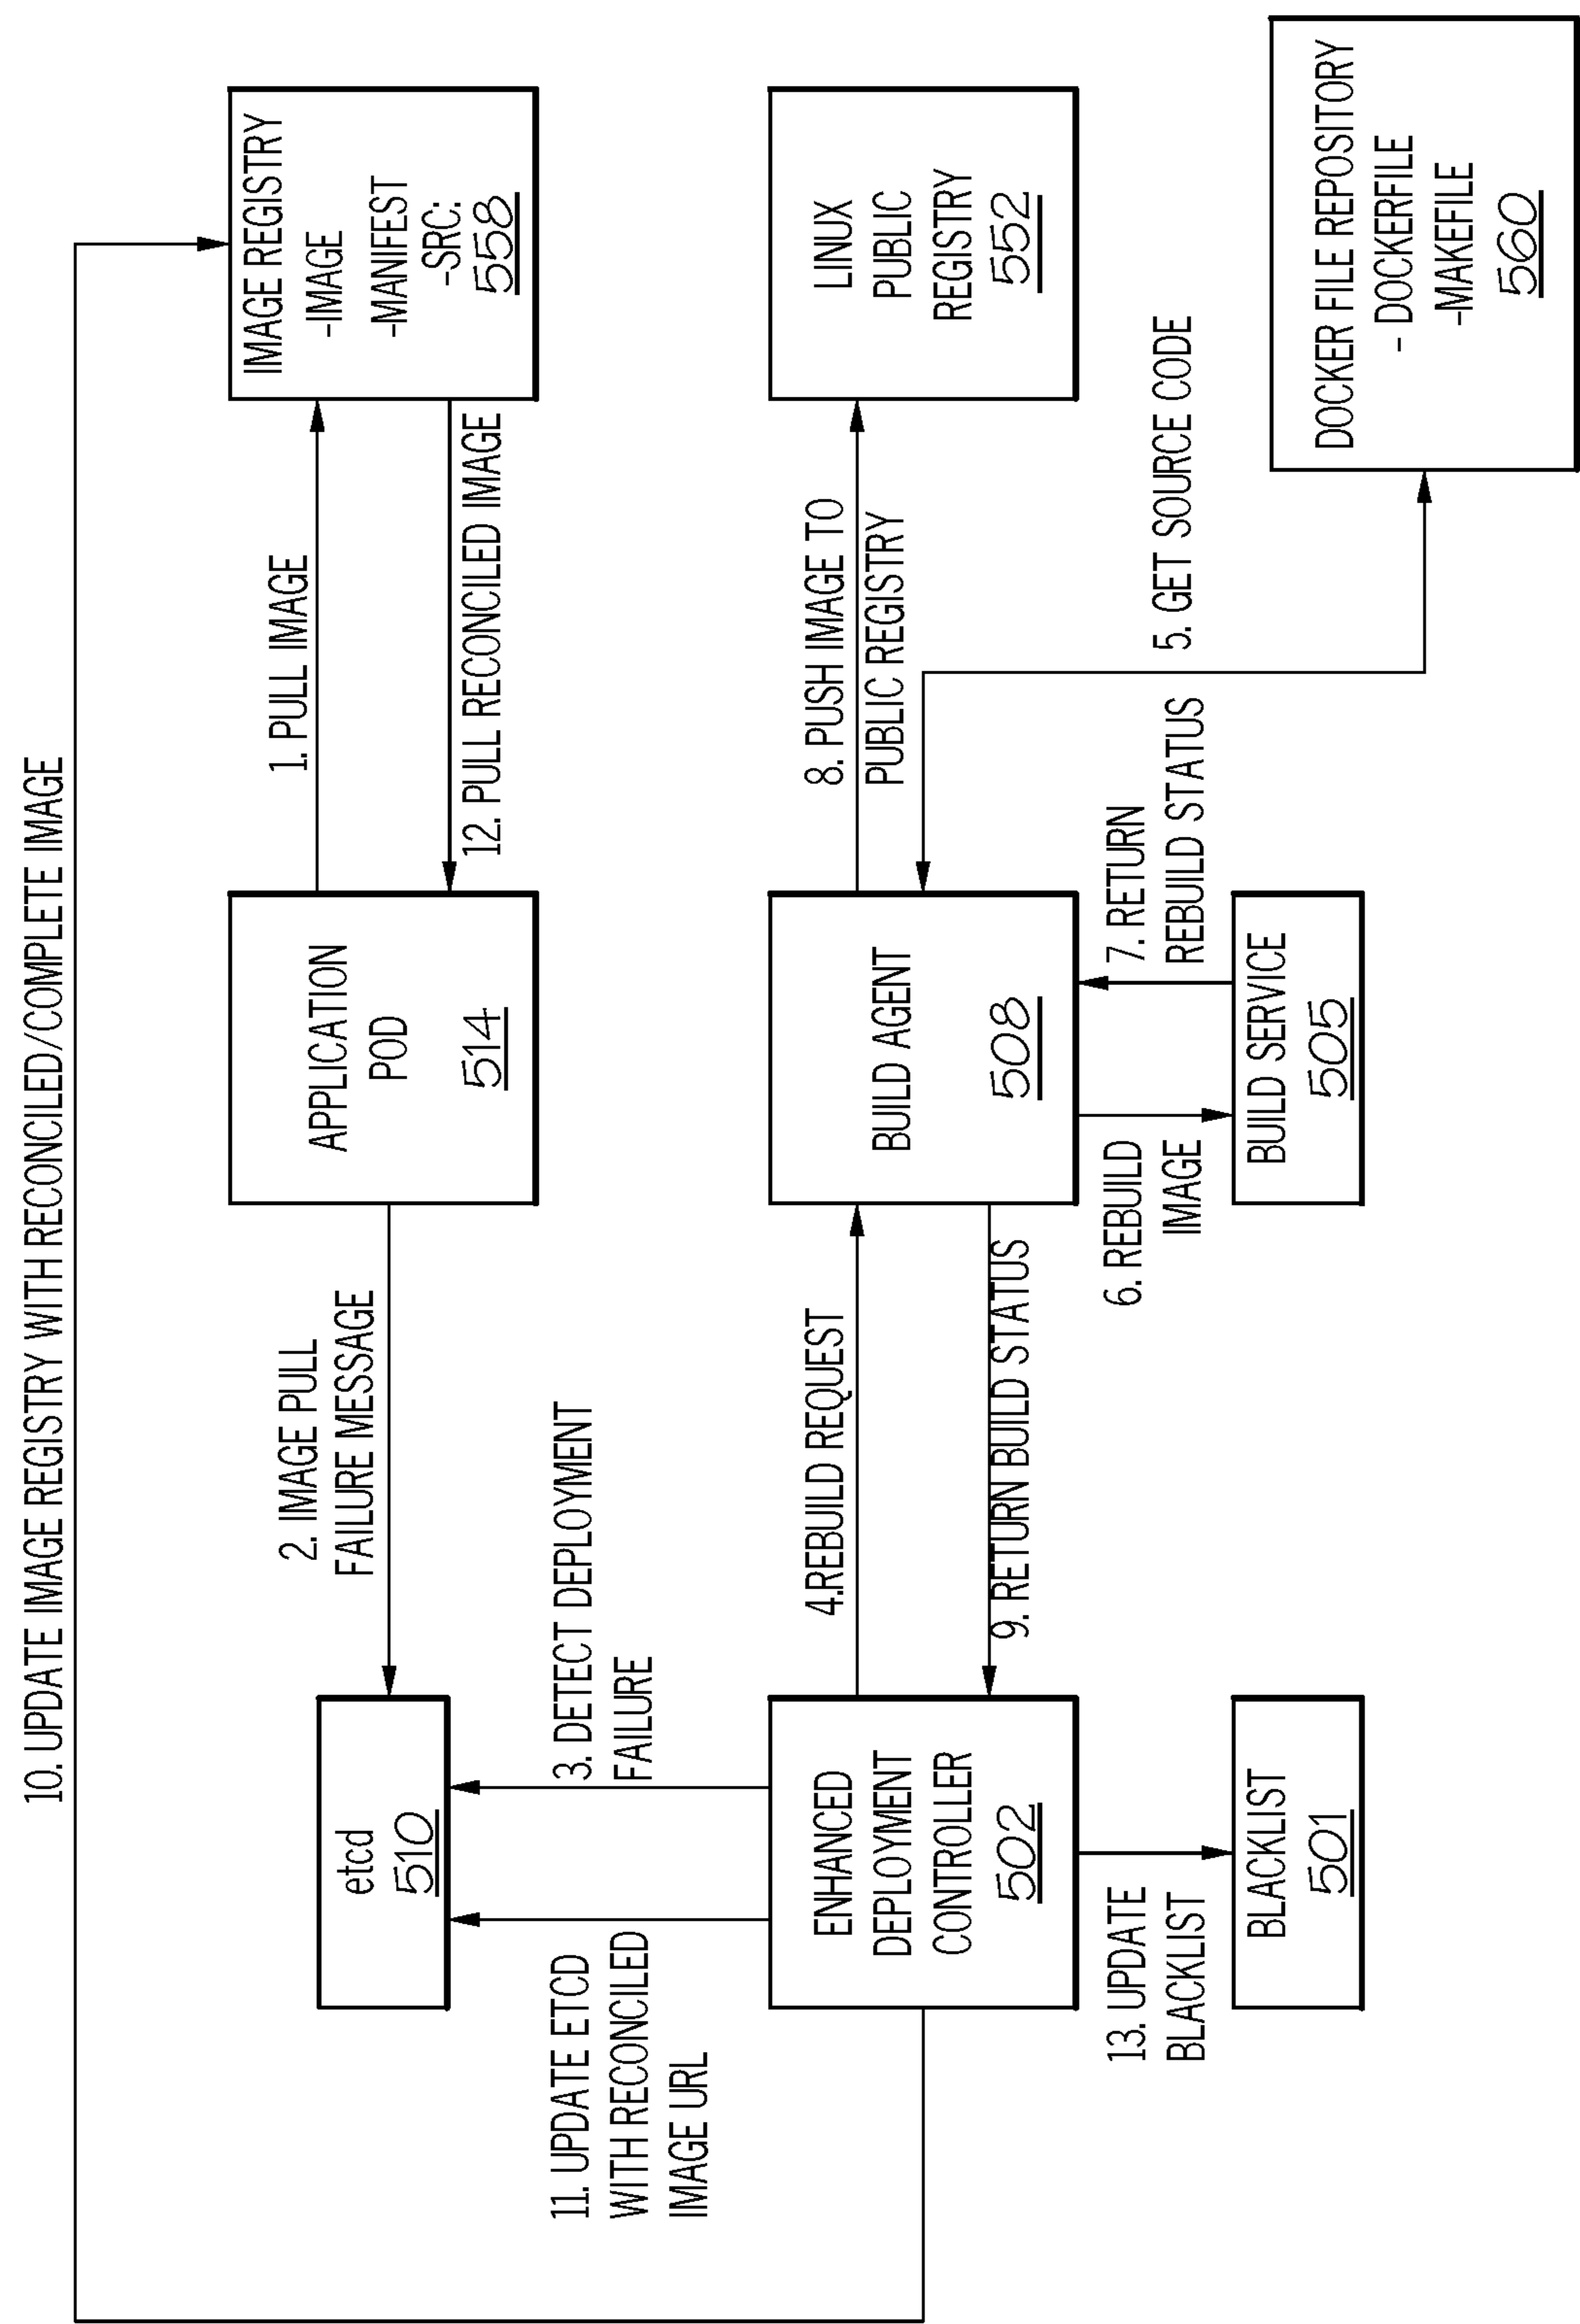 10. UPDATE IMAGE REGISTRY WITH RECONCILED/COMPLETE IMAGE
etcd
510
2. IMAGE PULL
FAILURE MESSAGE
APPLICATION
POD
514
1. PULL IMAGE
12. PULL RECONCILED IMAGE
IMAGE REGISTRY
-IMAGE
-MANIFEST
-SRC:
558
11. UPDATE ETCD
WITH RECONCILED
IMAGE URL
3. DETECT DEPLOYMENT
FAILURE
ENHANCED
DEPLOYMENT
CONTROLLER
502
4.REBUILD REQUEST
9. RETURN BUILD STATUS
BUILD AGENT
508
8. PUSH IMAGE TO
PUBLIC REGISTRY
LINUX
PUBLIC
REGISTRY
552
13. UPDATE
BLACKLIST
BLACKLIST
501
6. REBUILD
IMAGE
7. RETURN
REBUILD STATUS
BUILD SERVICE
505
5. GET SOURCE CODE
DOCKER FILE REPOSITORY
- DOCKERFILE
-MAKEFILE
560